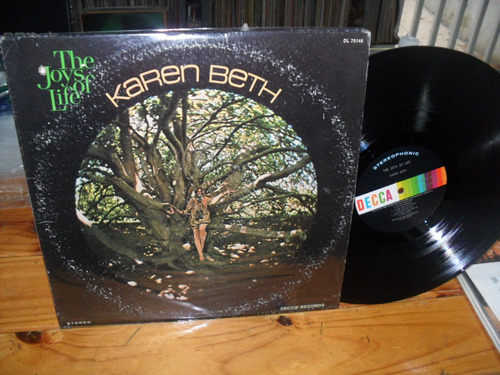 DL 75148
The
Joys
of
Life
Karen Beth
STEREO
DECCA RECORDS
STEREOPHONIC
THE JOYS OF LIFE
KAREN BETH
DECCA